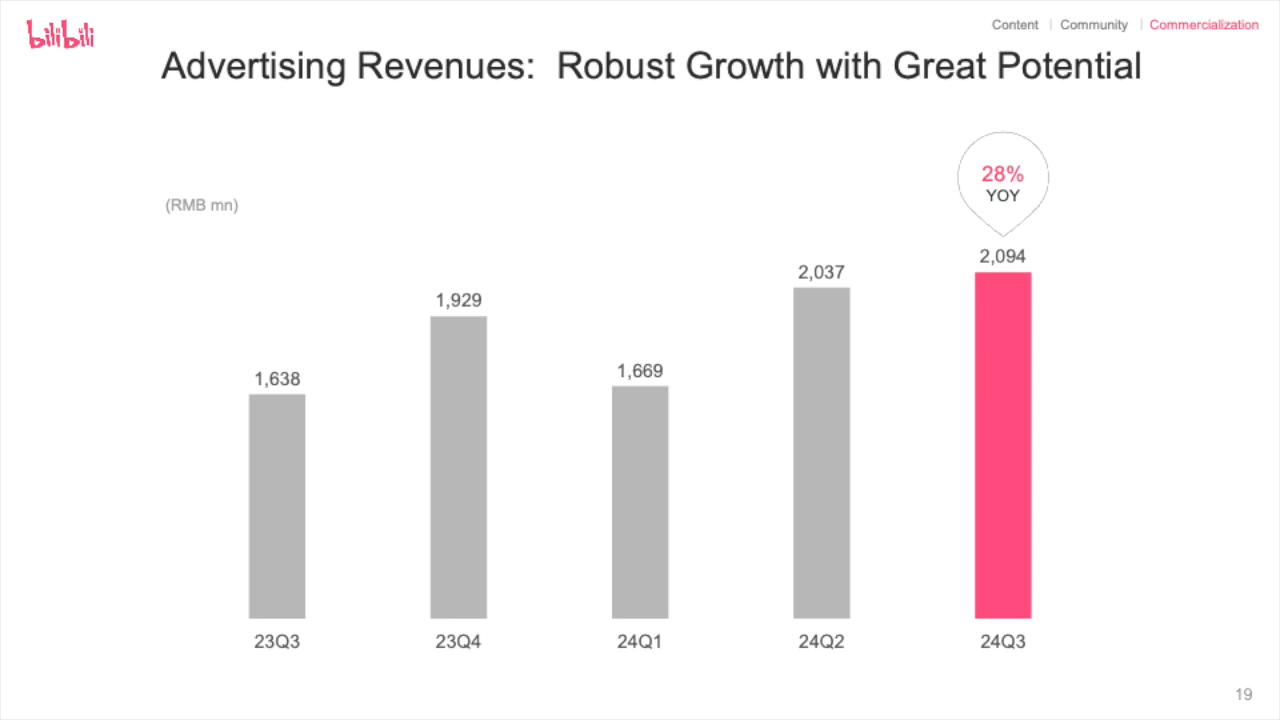 bilibili
Content | Community | Commercialization
Advertising Revenues: Robust Growth with Great Potential
(RMB mn)
28%
YOY
1,638
1,929
1,669
2,037
2,094
23Q3
23Q4
24Q1
24Q2
24Q3
19